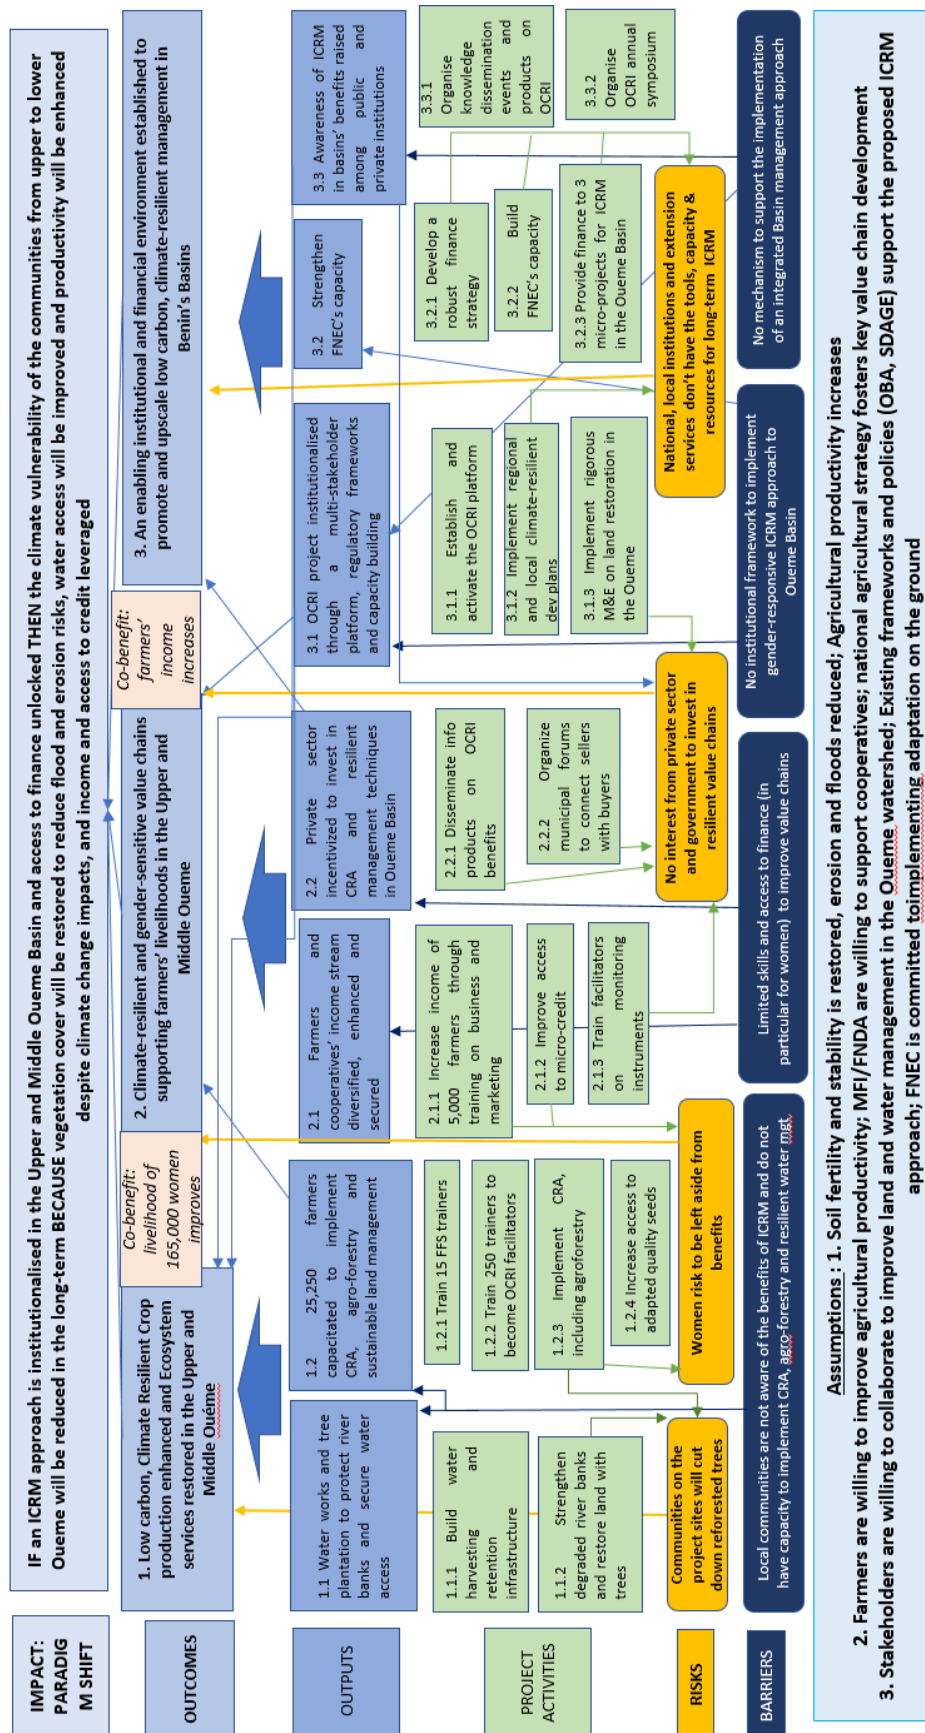 IMPACT:
PARADIG
M SHIFT
IF an ICRM approach is institutionalised in the Upper and Middle Oueme Basin and access to finance unlocked THEN the climate vulnerability of the communities from upper to lower
Oueme will be reduced in the long-term BECAUSE vegetation cover will be restored to reduce flood and erosion risks, water access will be improved and productivity will be enhanced
despite climate change impacts, and income and access to credit leveraged
OUTCOMES
1. Low carbon, Climate Resilient Crop
production enhanced and Ecosystem
services restored in the Upper and
Middle Ouémé
Co-benefit:
livelihood of
165,000 women
improves
2. Climate-resilient and gender-sensitive value chains
supporting farmers' livelihoods in the Upper and
Middle Oueme
Co-benefit:
farmers'
income
increases
3. An enabling institutional and financial environment established to
promote and upscale low carbon, climate-resilient management in
Benin's Basins
OUTPUTS
1.1 Water works and tree
plantation to protect river
banks and secure water
access
1.2 25,250 farmers
capacitated to implement
CRA, agro-forestry and
sustainable land management
2.1 Farmers and
cooperatives' income stream
diversified, enhanced and
secured
2.2 Private sector
incentivized to invest in
CRA and resilient
management techniques
in Oueme Basin
3.1 OCRI project institutionalised
through a multi-stakeholder
platform, regulatory frameworks
and capacity building
3.2 Strengthen
FNEC's capacity
3.3 Awareness of ICRM
in basins' benefits raised
among public and
private institutions
PROJECT
ACTIVITIES
1.1.1 Build water
harvesting and
retention
infrastructure
1.1.2 Strengthen
degraded river banks
and restore land with
trees
1.2.1 Train 15 FFS trainers
1.2.2 Train 250 trainers to
become OCRI facilitators
1.2.3 Implement CRA,
including agroforestry
1.2.4 Increase access to
adapted quality seeds
2.1.1 Increase income of
5,000 farmers through
training on business and
marketing
2.1.2 Improve access
to micro-credit
2.1.3 Train facilitators
on monitoring
instruments
2.2.1 Disseminate info
products on OCRI
benefits
2.2.2 Organize
municipal forums
to connect sellers
with buyers
3.1.1 Establish and
activate the OCRI platform
3.1.2 Implement regional
and local climate-resilient
dev plans
3.1.3 Implement rigorous
M&E on land restoration in
the Oueme
3.2.1 Develop a
robust finance
strategy
3.2.2 Build
FNEC's capacity
3.2.3 Provide finance to 3
micro-projects for ICRM
in the Oueme Basin
3.3.1
Organise
knowledge
dissemination
events and
products on
OCRI
3.3.2
Organise
OCRI annual
symposium
RISKS
Communities on the
project sites will cut
down reforested trees
Women risk to be left aside from
benefits
No interest from private sector
and government to invest in
resilient value chains
National, local institutions and extension
services don't have the tools, capacity &
resources for long-term ICRM
BARRIERS
Local communities are not aware of the benefits of ICRM and do not
have capacity to implement CRA, agro-forestry and resilient water mgt
Limited skills and access to finance (in
particular for women) to improve value chains
No institutional framework to implement
gender-responsive ICRM approach to
Oueme Basin
No mechanism to support the implementation
of an integrated Basin management approach
Assumptions : 1. Soil fertility and stability is restored, erosion and floods reduced; Agricultural productivity increases
2. Farmers are willing to improve agricultural productivity; MFI/FNDA are willing to support cooperatives; national agricultural strategy fosters key value chain development
3. Stakeholders are willing to collaborate to improve land and water management in the Oueme watershed; Existing frameworks and policies (OBA, SDAGE) support the proposed ICRM
approach; FNEC is committed toimplementing adaptation on the ground